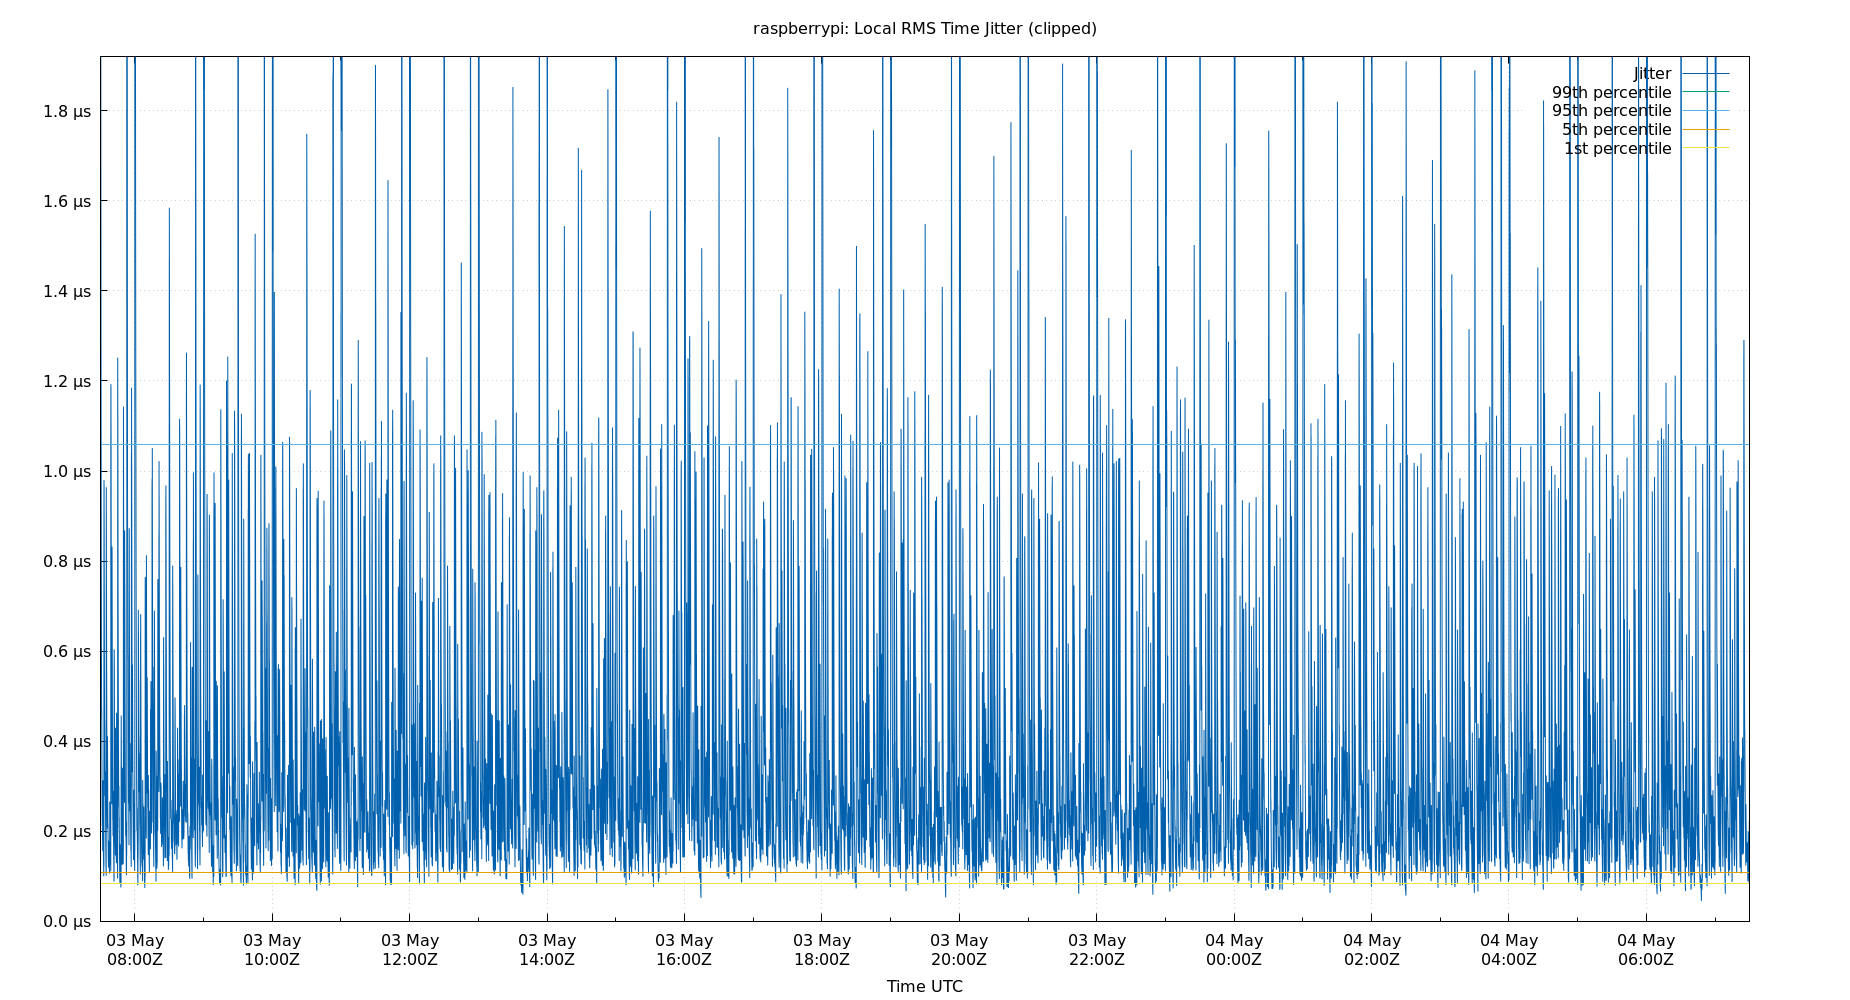 raspberrypi: Local RMS Time Jitter (clipped)
Jitter
99th percentile
95th percentile
5th percentile
1st percentile
1.8 µs
1.6 µs
1.4 µs
1.2 µs
1.0 µs
0.8 µs
0.6 µs
0.4 µs
0.2 µs
0.0 µs
03 May 03 May 03 May 03 May 03 May 03 May 03 May 03 May 04 May 04 May 04 May 04 May
08:00Z 10:00Z 12:00Z 14:00Z 16:00Z 18:00Z 20:00Z 22:00Z 00:00Z 02:00Z 04:00Z 06:00Z
Time UTC